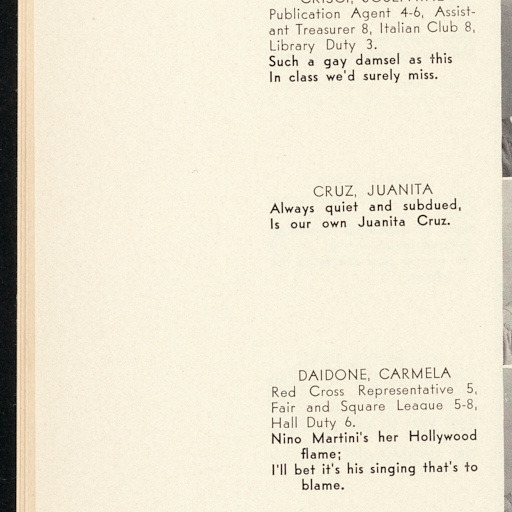 Publication Agent 4-6, Assist-
ant Treasurer 8, Italian Club 8,
Library Duty 3.
Such a gay damsel as this
In class we'd surely miss.
CRUZ, JUANITA
Always quiet and subdued,
Is our own Juanita Cruz.
DAIDONE, CARMELA
Red Cross Representative 5,
Fair and Square League 5-8,
Hall Duty 6.
Nino Martini's her Hollywood
flame;
I'll bet it's his singing that's to
blame.